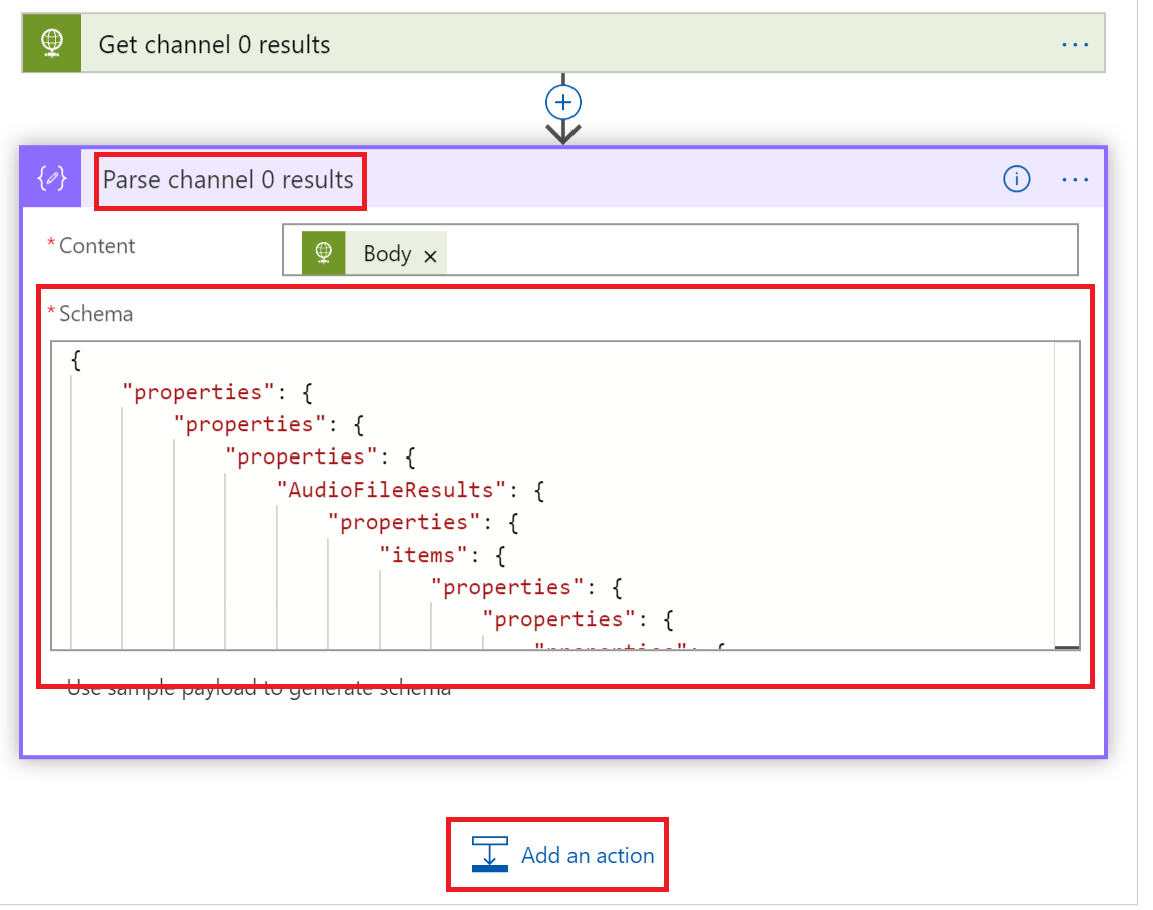 Get channel 0 results
Parse channel 0 results
* Content
Body ×
* Schema
{
"properties": {
"properties": {
"properties": {
"AudioFileResults": {
"properties": {
"items": {
"properties": {
"properties": {
"properties": {
Use sample payload to generate schema
Add an action